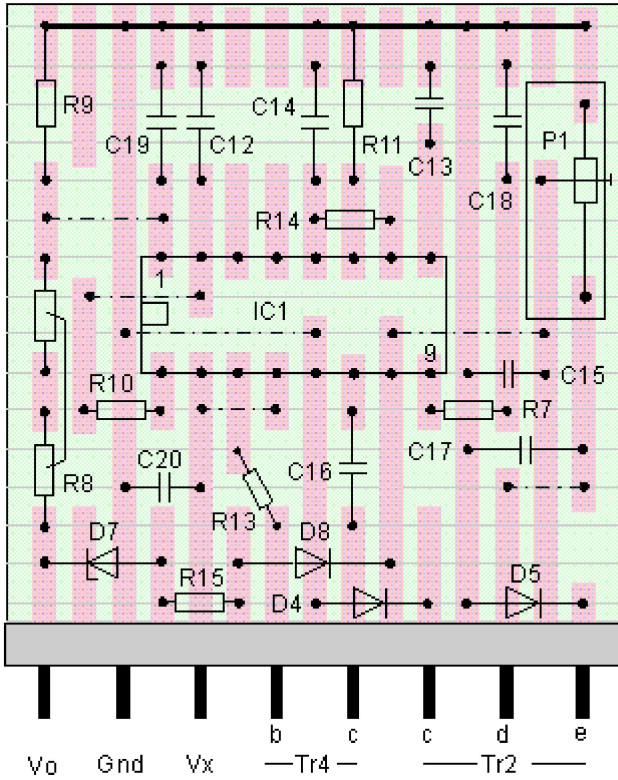 R9
C14
C19
C12
R11
C13
P1
C18
R14
1
IC1
9
R10
C15
R7
C17
C20
C16
R8
R13
D7
D8
R15
D4
D5
b c c d e
Vo Gnd Vx Tr4 Tr2